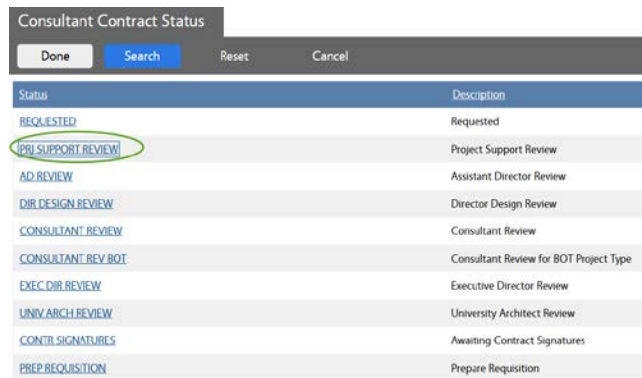 Consultant Contract Status
Done Search Reset Cancel
Status Description
REQUESTED Requested
PRJ SUPPORT REVIEW Project Support Review
AD REVIEW Assistant Director Review
DIR DESIGN REVIEW Director Design Review
CONSULTANT REVIEW Consultant Review
CONSULTANT REV BOT Consultant Review for BOT Project Type
EXEC DIR REVIEW Executive Director Review
UNIV ARCH REVIEW University Architect Review
CONTR SIGNATURES Awaiting Contract Signatures
PREP REQUISITION Prepare Requisition